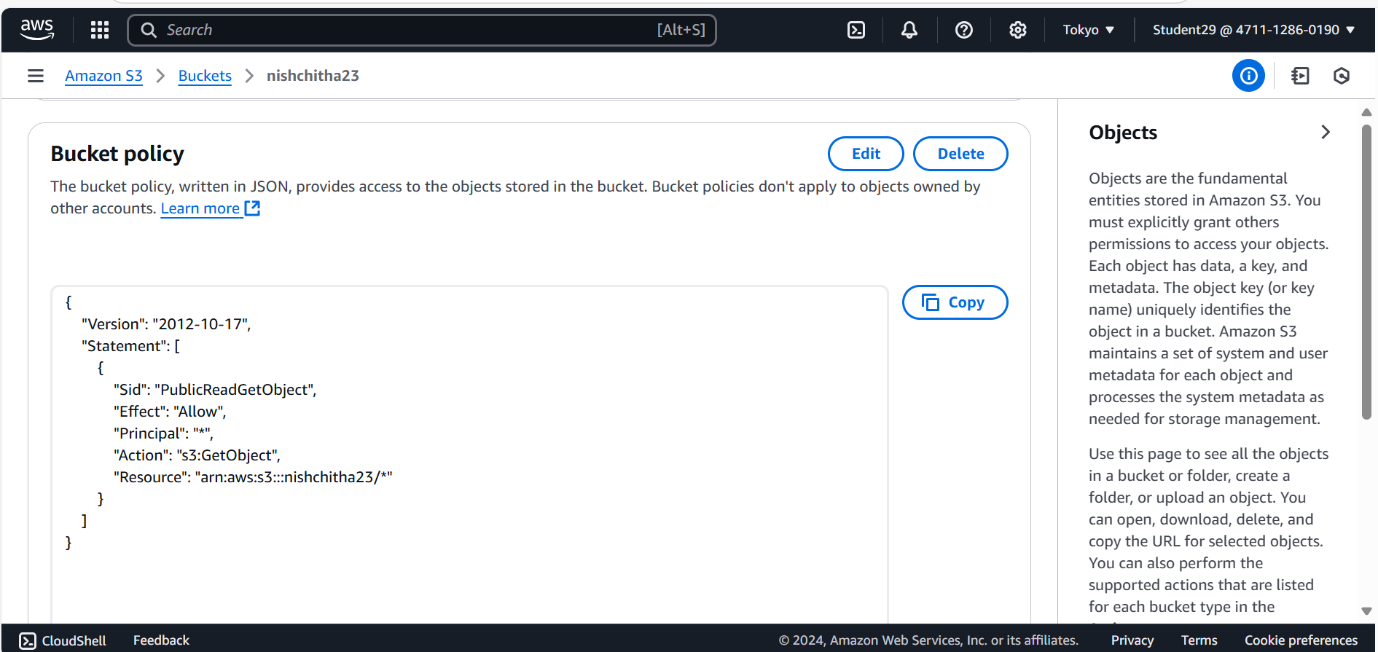 aws
Search
[Alt+S]
Tokyo ▼
Student29 @ 4711-1286-0190 ▼
Amazon S3 > Buckets > nishchitha23
Bucket policy
Edit
Delete
The bucket policy, written in JSON, provides access to the objects stored in the bucket. Bucket policies don't apply to objects owned by
other accounts. Learn more
Copy
{
"Version": "2012-10-17",
"Statement": [
{
"Sid": "PublicReadGetObject",
"Effect": "Allow",
"Principal": "*",
"Action": "s3:GetObject",
"Resource": "arn:aws:s3:::nishchitha23/*"
}
]
}
Objects
Objects are the fundamental
entities stored in Amazon S3. You
must explicitly grant others
permissions to access your objects.
Each object has data, a key, and
metadata. The object key (or key
name) uniquely identifies the
object in a bucket. Amazon S3
maintains a set of system and user
metadata for each object and
processes the system metadata as
needed for storage management.
Use this page to see all the objects
in a bucket or folder, create a
folder, or upload an object. You
can open, download, delete, and
copy the URL for selected objects.
You can also perform the
supported actions that are listed
for each bucket type in the
CloudShell
Feedback
© 2024, Amazon Web Services, Inc. or its affiliates.
Privacy
Terms
Cookie preferences